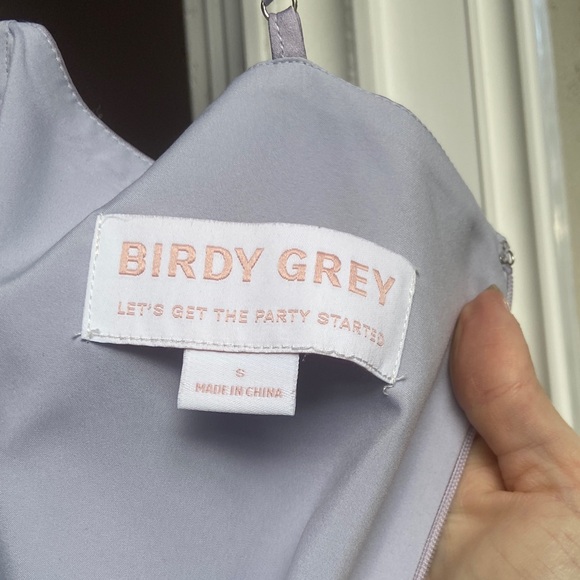 BIRDY GREY
LET'S GET THE PARTY STARTED
S
MADE IN CHINA